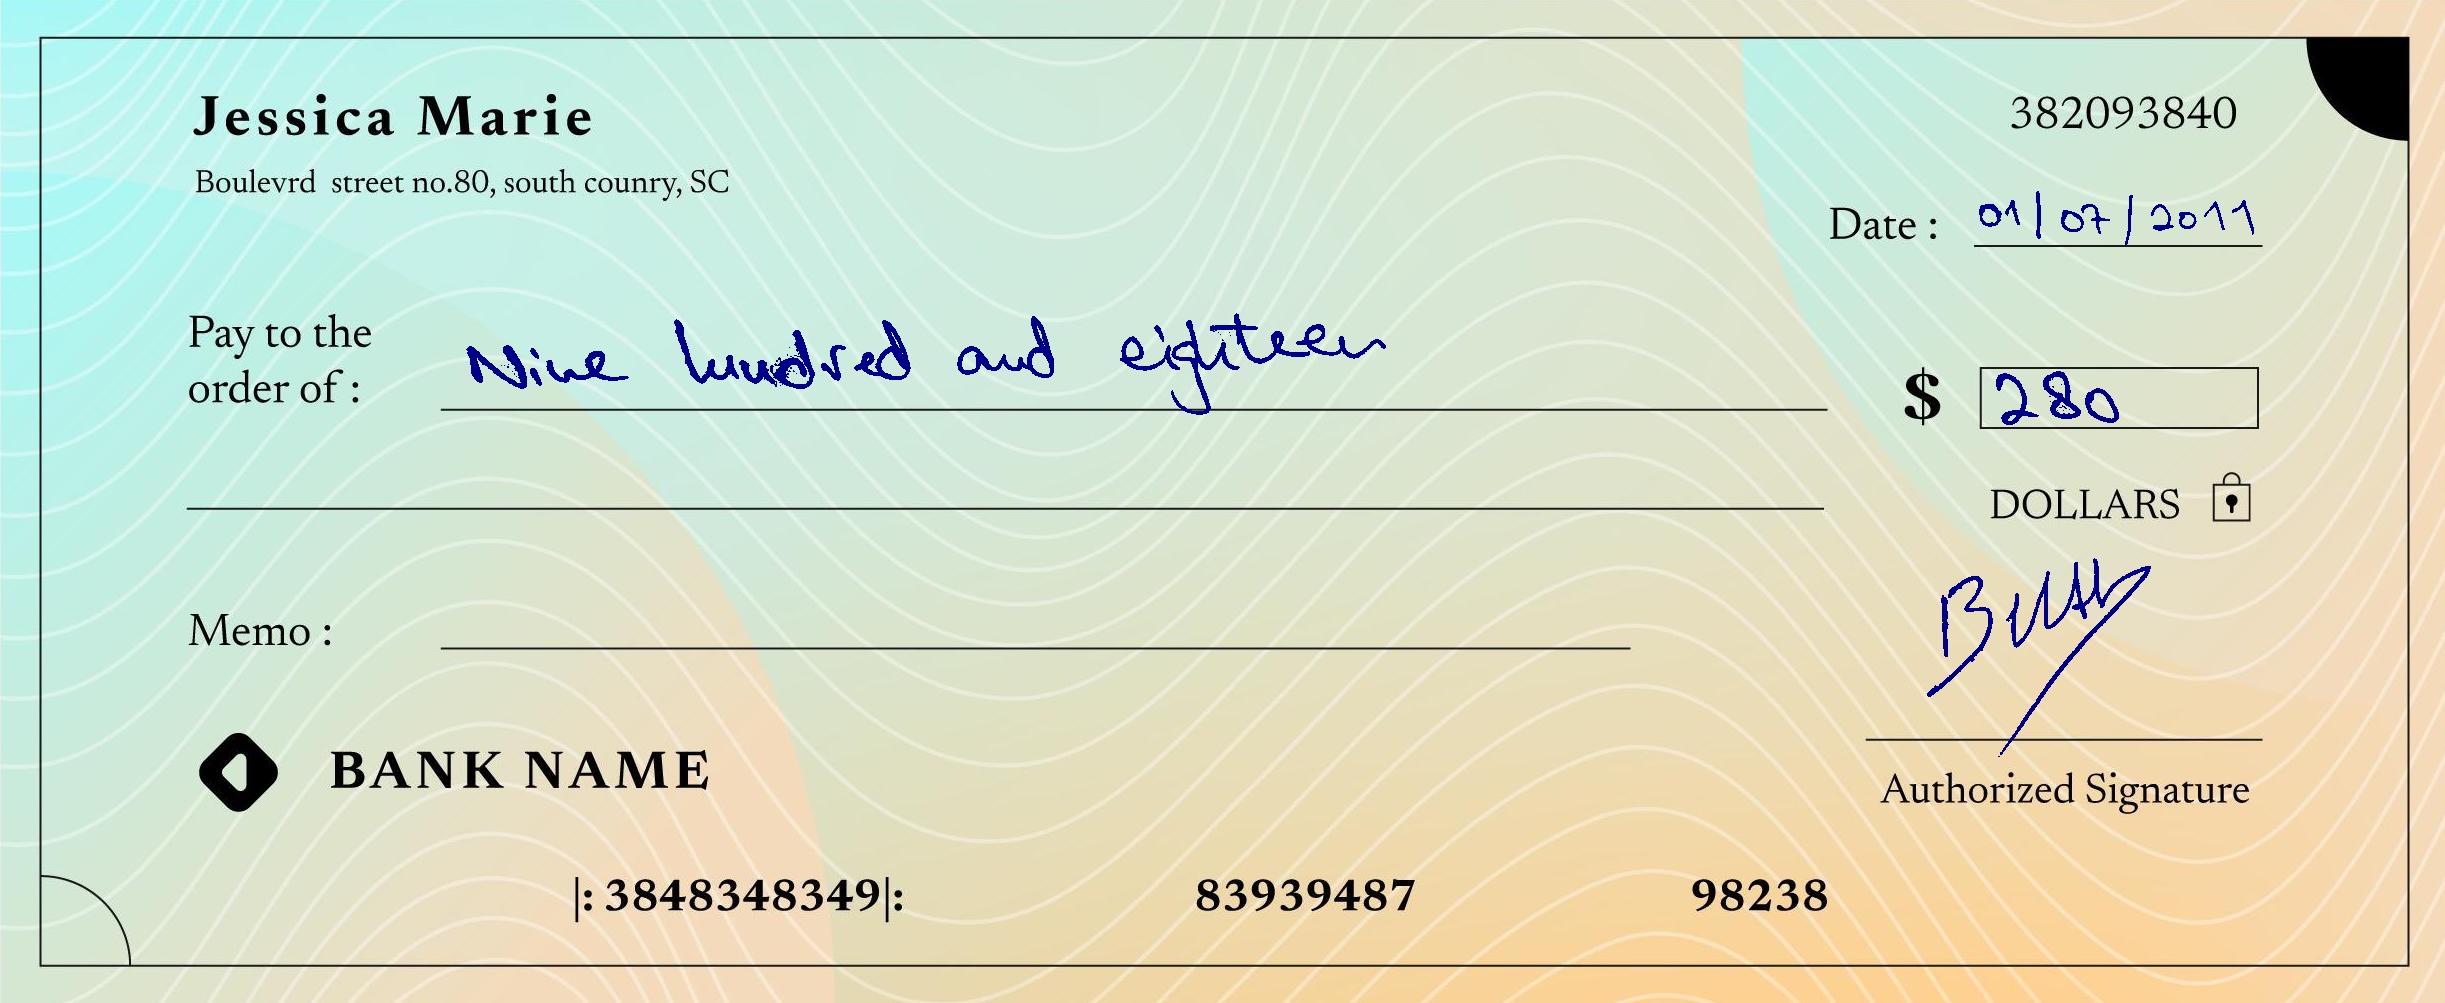 Jessica Marie
382093840
Boulevrd street no.80, south counry, SC
Date : 01/07/2011
Pay to the
order of : Nine hundred and eighteen
$ 280
DOLLARS
Memo :
BANK NAME
Authorized Signature
|: 3848348349|: 83939487 98238